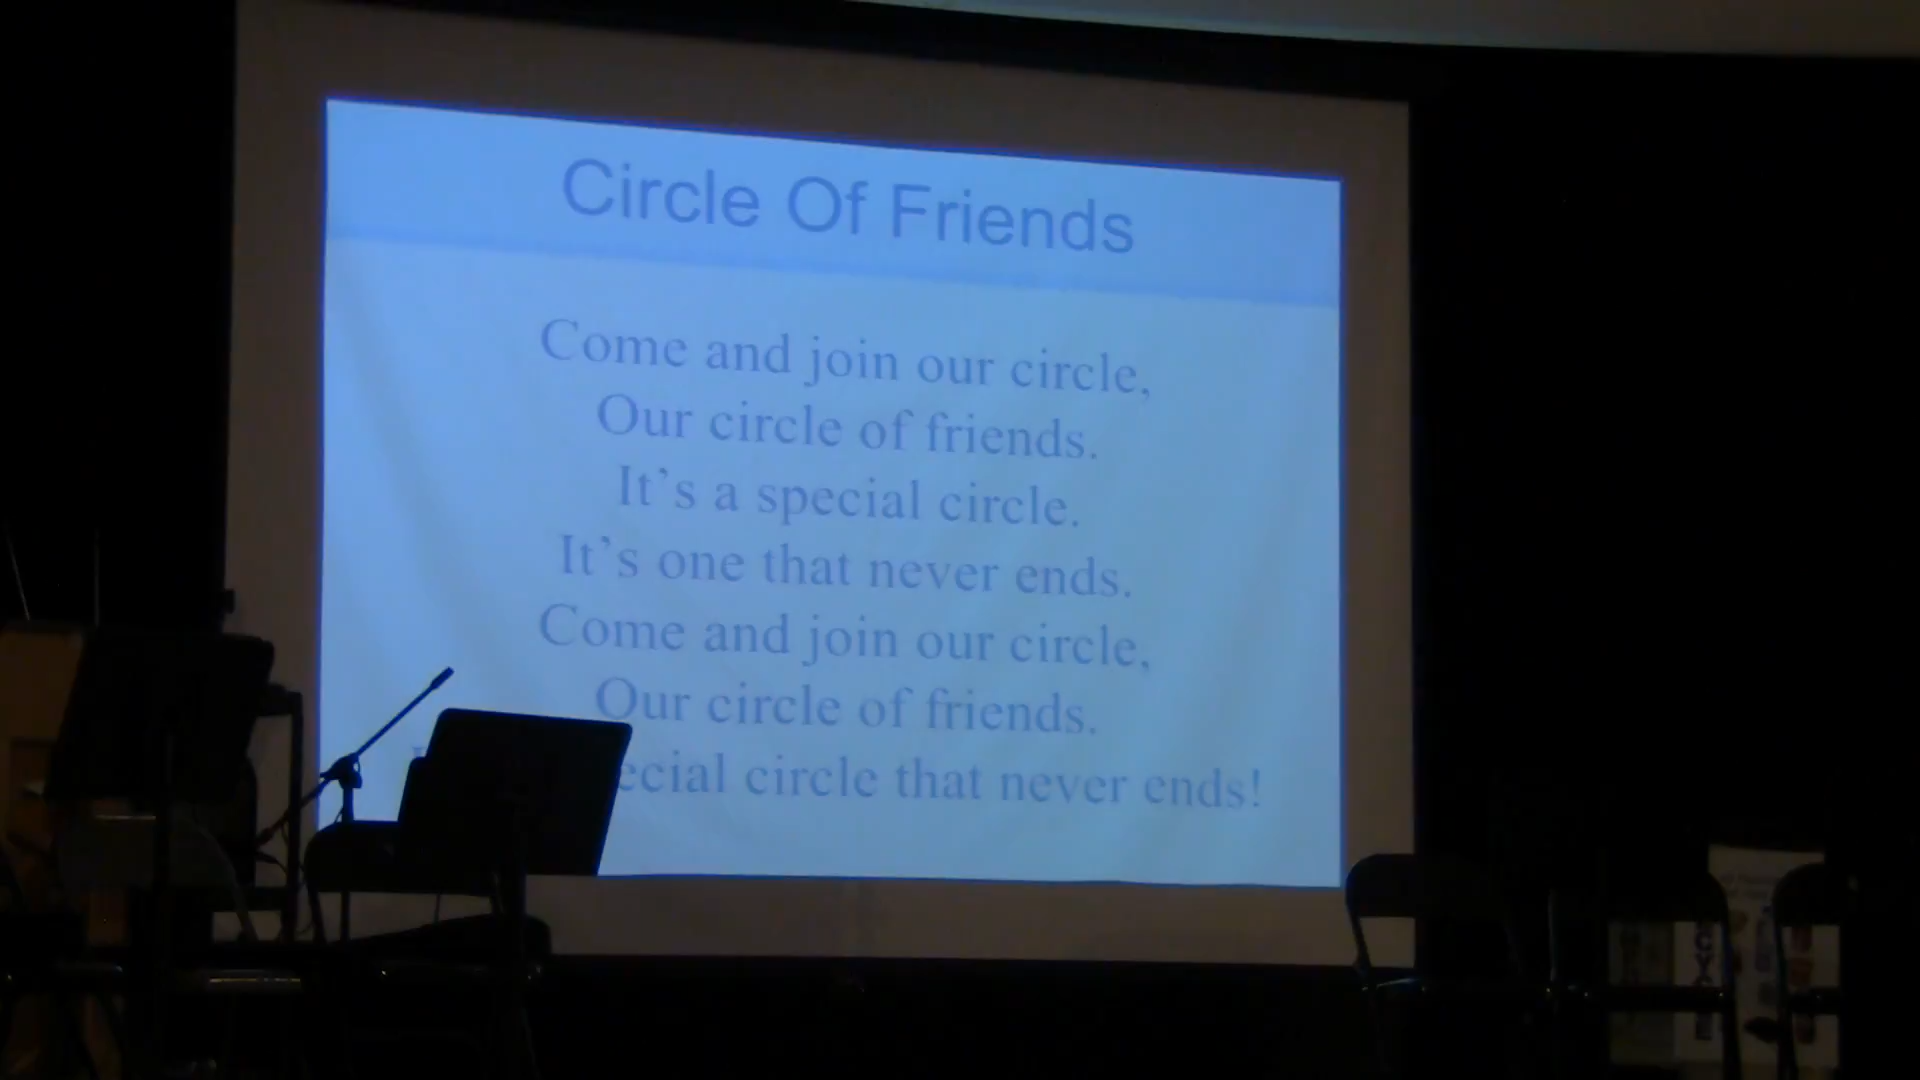 Circle Of Friends
Come and join our circle,
Our circle of friends.
It’s a special circle.
It’s one that never ends.
Come and join our circle,
Our circle of friends.
circle that never ends!